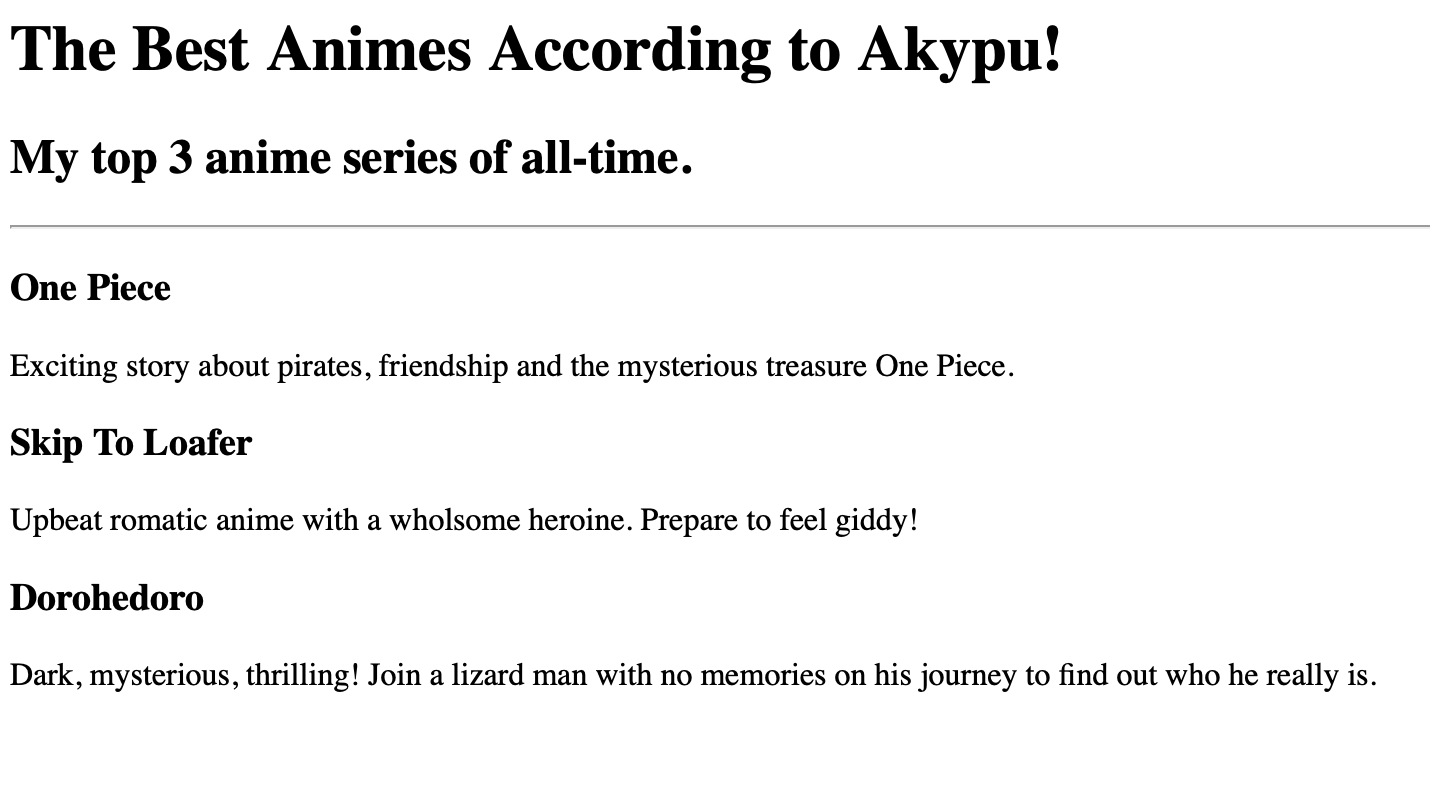 The Best Animes According to Akypu!
My top 3 anime series of all-time.
One Piece
Exciting story about pirates, friendship and the mysterious treasure One Piece.
Skip To Loafer
Upbeat romatic anime with a wholsome heroine. Prepare to feel giddy!
Dorohedoro
Dark, mysterious, thrilling! Join a lizard man with no memories on his journey to find out who he really is.